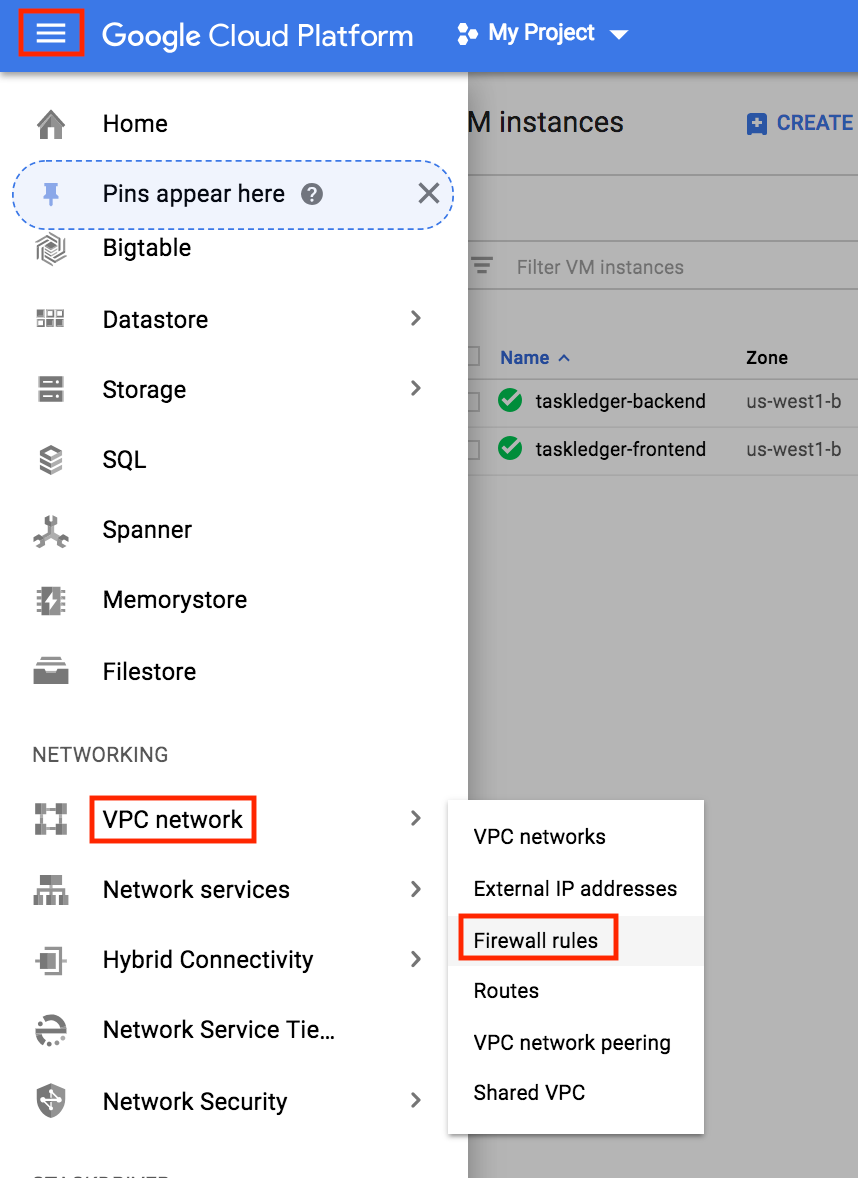 Google Cloud Platform
My Project
Home
Pins appear here
Bigtable
Datastore
Storage
SQL
Spanner
Memorystore
Filestore
NETWORKING
VPC network
Network services
Hybrid Connectivity
Network Service Tie...
Network Security
M instances
CREATE
Filter VM instances
Name
Zone
taskledger-backend
us-west1-b
taskledger-frontend
us-west1-b
VPC networks
External IP addresses
Firewall rules
Routes
VPC network peering
Shared VPC